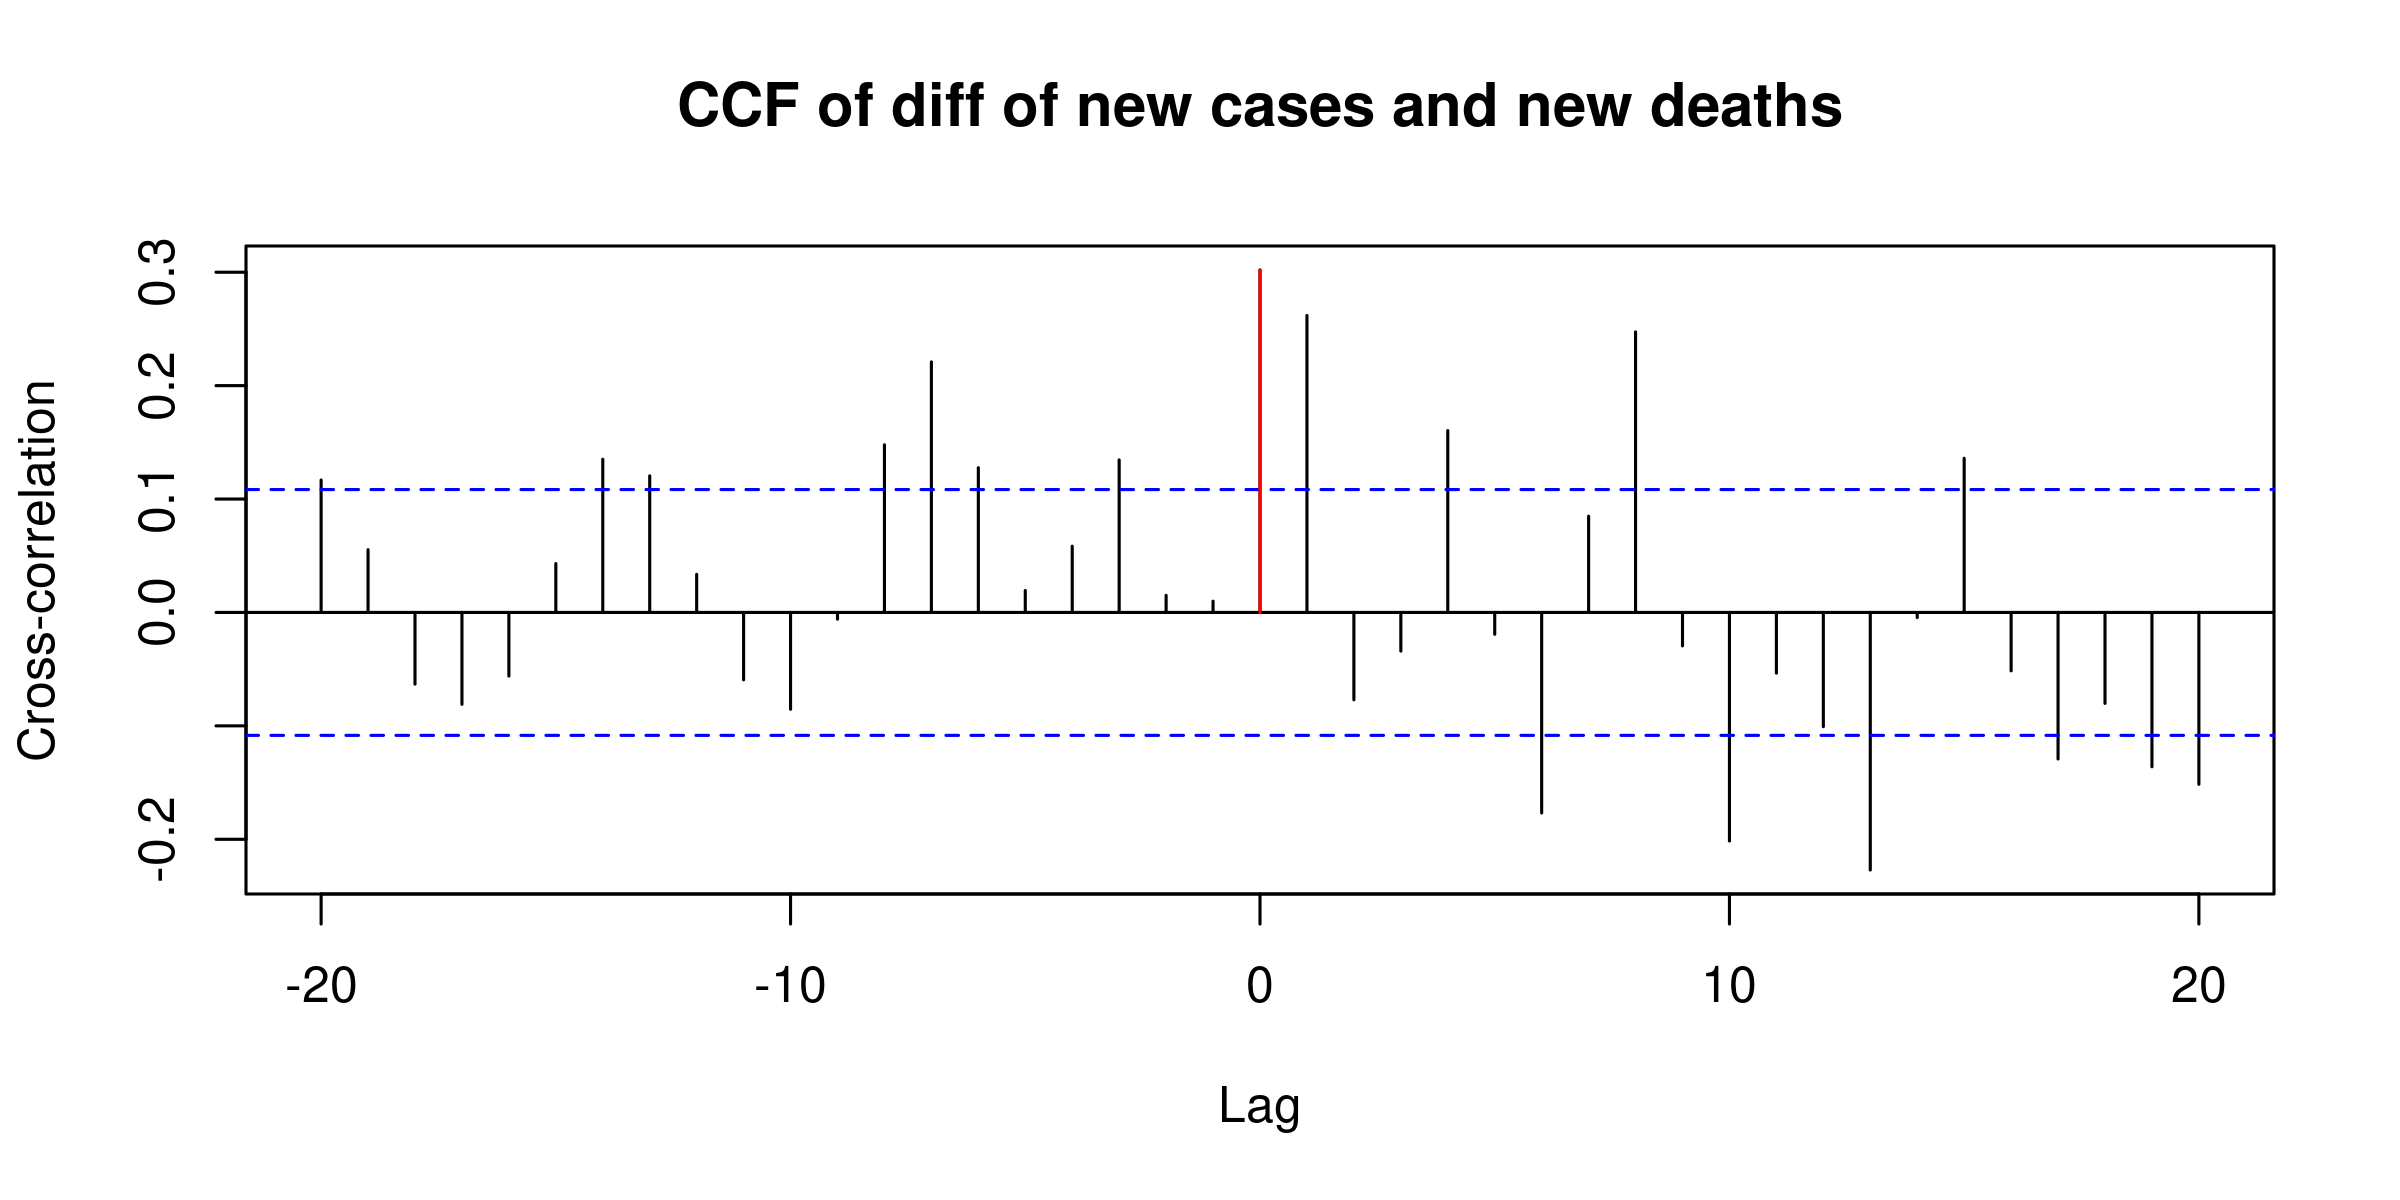 CCF of diff of new cases and new deaths
Cross-correlation
0.3
0.2
0.1
0.0
-0.2
-20 -10 0 10 20
Lag